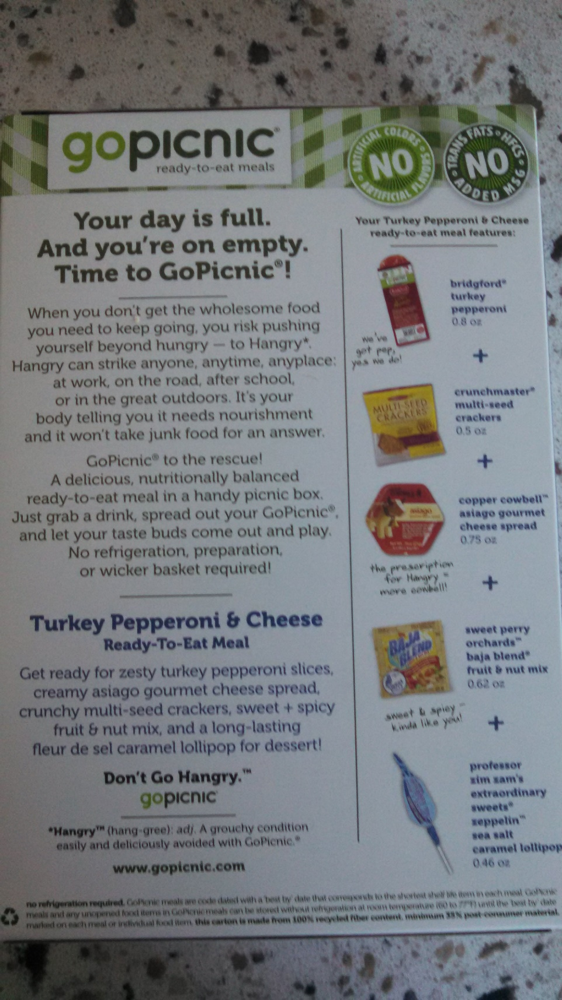 gopicnic®
ready-to-eat meals
ARTIFICIAL COLORS
NO
ARTIFICIAL FLAVORS
TRANS FATS • HFCS
NO
ADDED MSG
Your day is full.
And you're on empty.
Time to GoPicnic®!
When you don't get the wholesome food
you need to keep going, you risk pushing
yourself beyond hungry — to Hangry*.
Hangry can strike anyone, anytime, anyplace:
at work, on the road, after school,
or in the great outdoors. It's your
body telling you it needs nourishment
and it won't take junk food for an answer.
GoPicnic® to the rescue!
A delicious, nutritionally balanced
ready-to-eat meal in a handy picnic box.
Just grab a drink, spread out your GoPicnic®,
and let your taste buds come out and play.
No refrigeration, preparation,
or wicker basket required!
Turkey Pepperoni & Cheese
Ready-To-Eat Meal
Get ready for zesty turkey pepperoni slices,
creamy asiago gourmet cheese spread,
crunchy multi-seed crackers, sweet + spicy
fruit & nut mix, and a long-lasting
fleur de sel caramel lollipop for dessert!
Don't Go Hangry.™
gopicnic
*Hangry™ (hang-gree): adj. A grouchy condition
easily and deliciously avoided with GoPicnic.®
www.gopicnic.com
Your Turkey Pepperoni & Cheese
ready-to-eat meal features:
bridgford®
turkey
pepperoni
0.8 oz
we've
got pep,
yes we do!
+
MULTI-SEED
CRACKERS
crunchmaster®
multi-seed
crackers
0.5 oz
+
asiago
copper cowbell™
asiago gourmet
cheese spread
0.75 oz
the prescription
for Hangry =
more cowbell!
+
BAJA
BLEND
sweet perry
orchards™
baja blend®
fruit & nut mix
0.62 oz
sweet & spicy –
kinda like you!
+
professor
zim zam's
extraordinary
sweets®
zeppelin™
sea salt
caramel lollipop
0.46 oz
no refrigeration required. GoPicnic meals are code dated with a 'best by' date that corresponds to the shortest shelf life item in each meal. GoPicnic
meals and any unopened food items in GoPicnic meals can be stored without refrigeration at room temperature (60 to 77°F) until the 'best by' date
marked on each meal or individual food item. this carton is made from 100% recycled fiber content, minimum 35% post-consumer material.